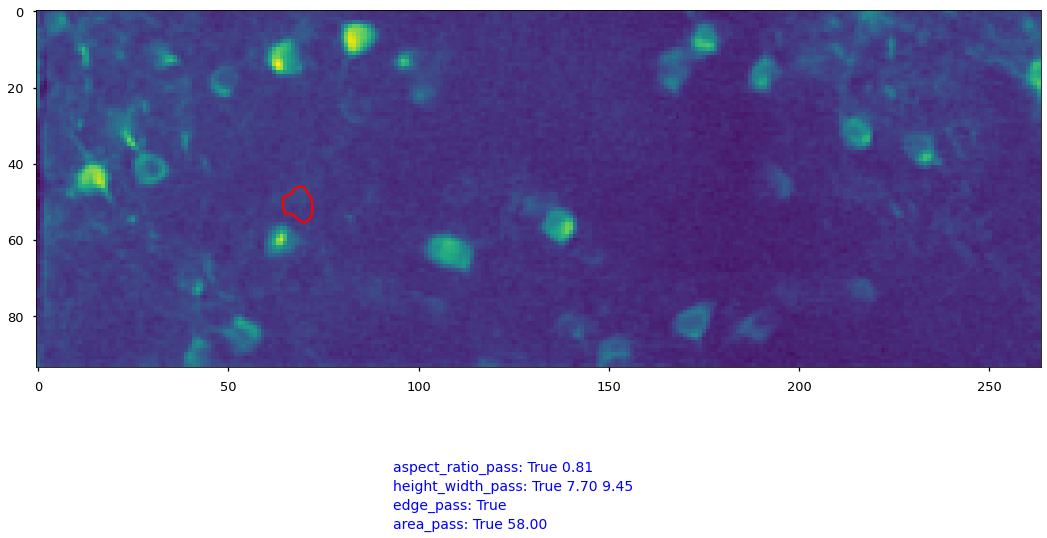 0
20
40
60
80
0
50
100
150
200
250
aspect_ratio_pass: True 0.81
height_width_pass: True 7.70 9.45
edge_pass: True
area_pass: True 58.00